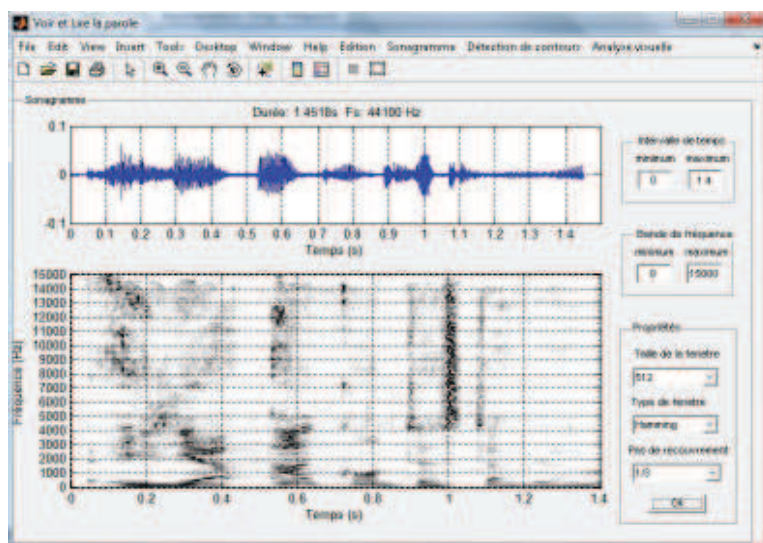 Voir et Lire la parole
File Edit View Insert Tools Desktop Window Help Edition Sonagramme Détection de contours Analyse visuelle
Sonagramme
Durée: 1.4518s Fs: 44100 Hz
0.1
0
-0.1
0 0.1 0.2 0.3 0.4 0.5 0.6 0.7 0.8 0.9 1 1.1 1.2 1.3 1.4
Temps (s)
15000
14000
13000
12000
11000
10000
9000
8000
7000
6000
5000
4000
3000
2000
1000
0
Fréquence (Hz)
0 0.2 0.4 0.6 0.8 1 1.2 1.4
Temps (s)
Intervalle de temps
minimum maximum
0 1.4
Bande de fréquence
minimum maximum
0 15000
Propriétés
Taille de la fenetre
512
Type de fenetre
Hamming
Pas de recouvrement
OK